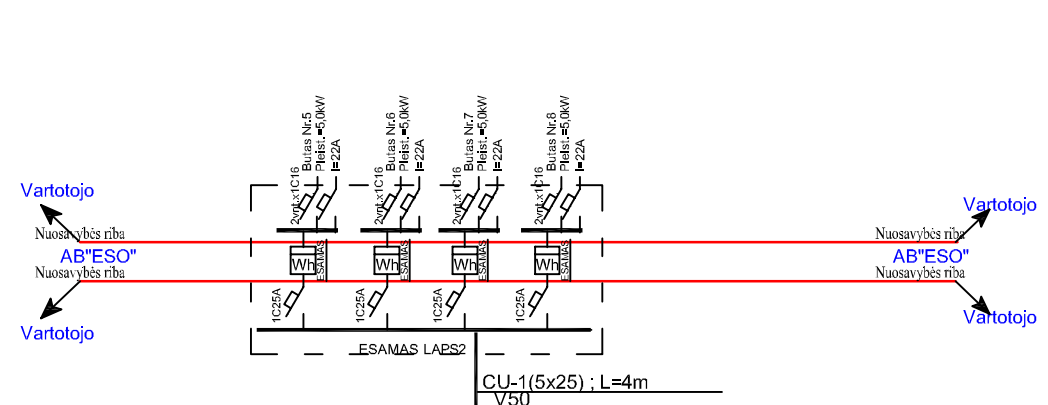 Butas Nr.5
Pleist.=5,0kW
I=22A
Butas Nr.6
Pleist.=5,0kW
I=22A
Butas Nr.7
Pleist.=5,0kW
I=22A
Butas Nr.8
Pleist.=5,0kW
I=22A
2vnt.x1C16
2vnt.x1C16
2vnt.x1C16
2vnt.x1C16
Vartotojo
Vartotojo
Nuosavybės riba
Nuosavybės riba
AB"ESO"
AB"ESO"
Wh
ESAMAS
Wh
ESAMAS
Wh
ESAMAS
Wh
ESAMAS
Nuosavybės riba
Nuosavybės riba
1C25A
1C25A
1C25A
1C25A
Vartotojo
Vartotojo
ESAMAS LAPS2
CU-1(5x25) ; L=4m
V50